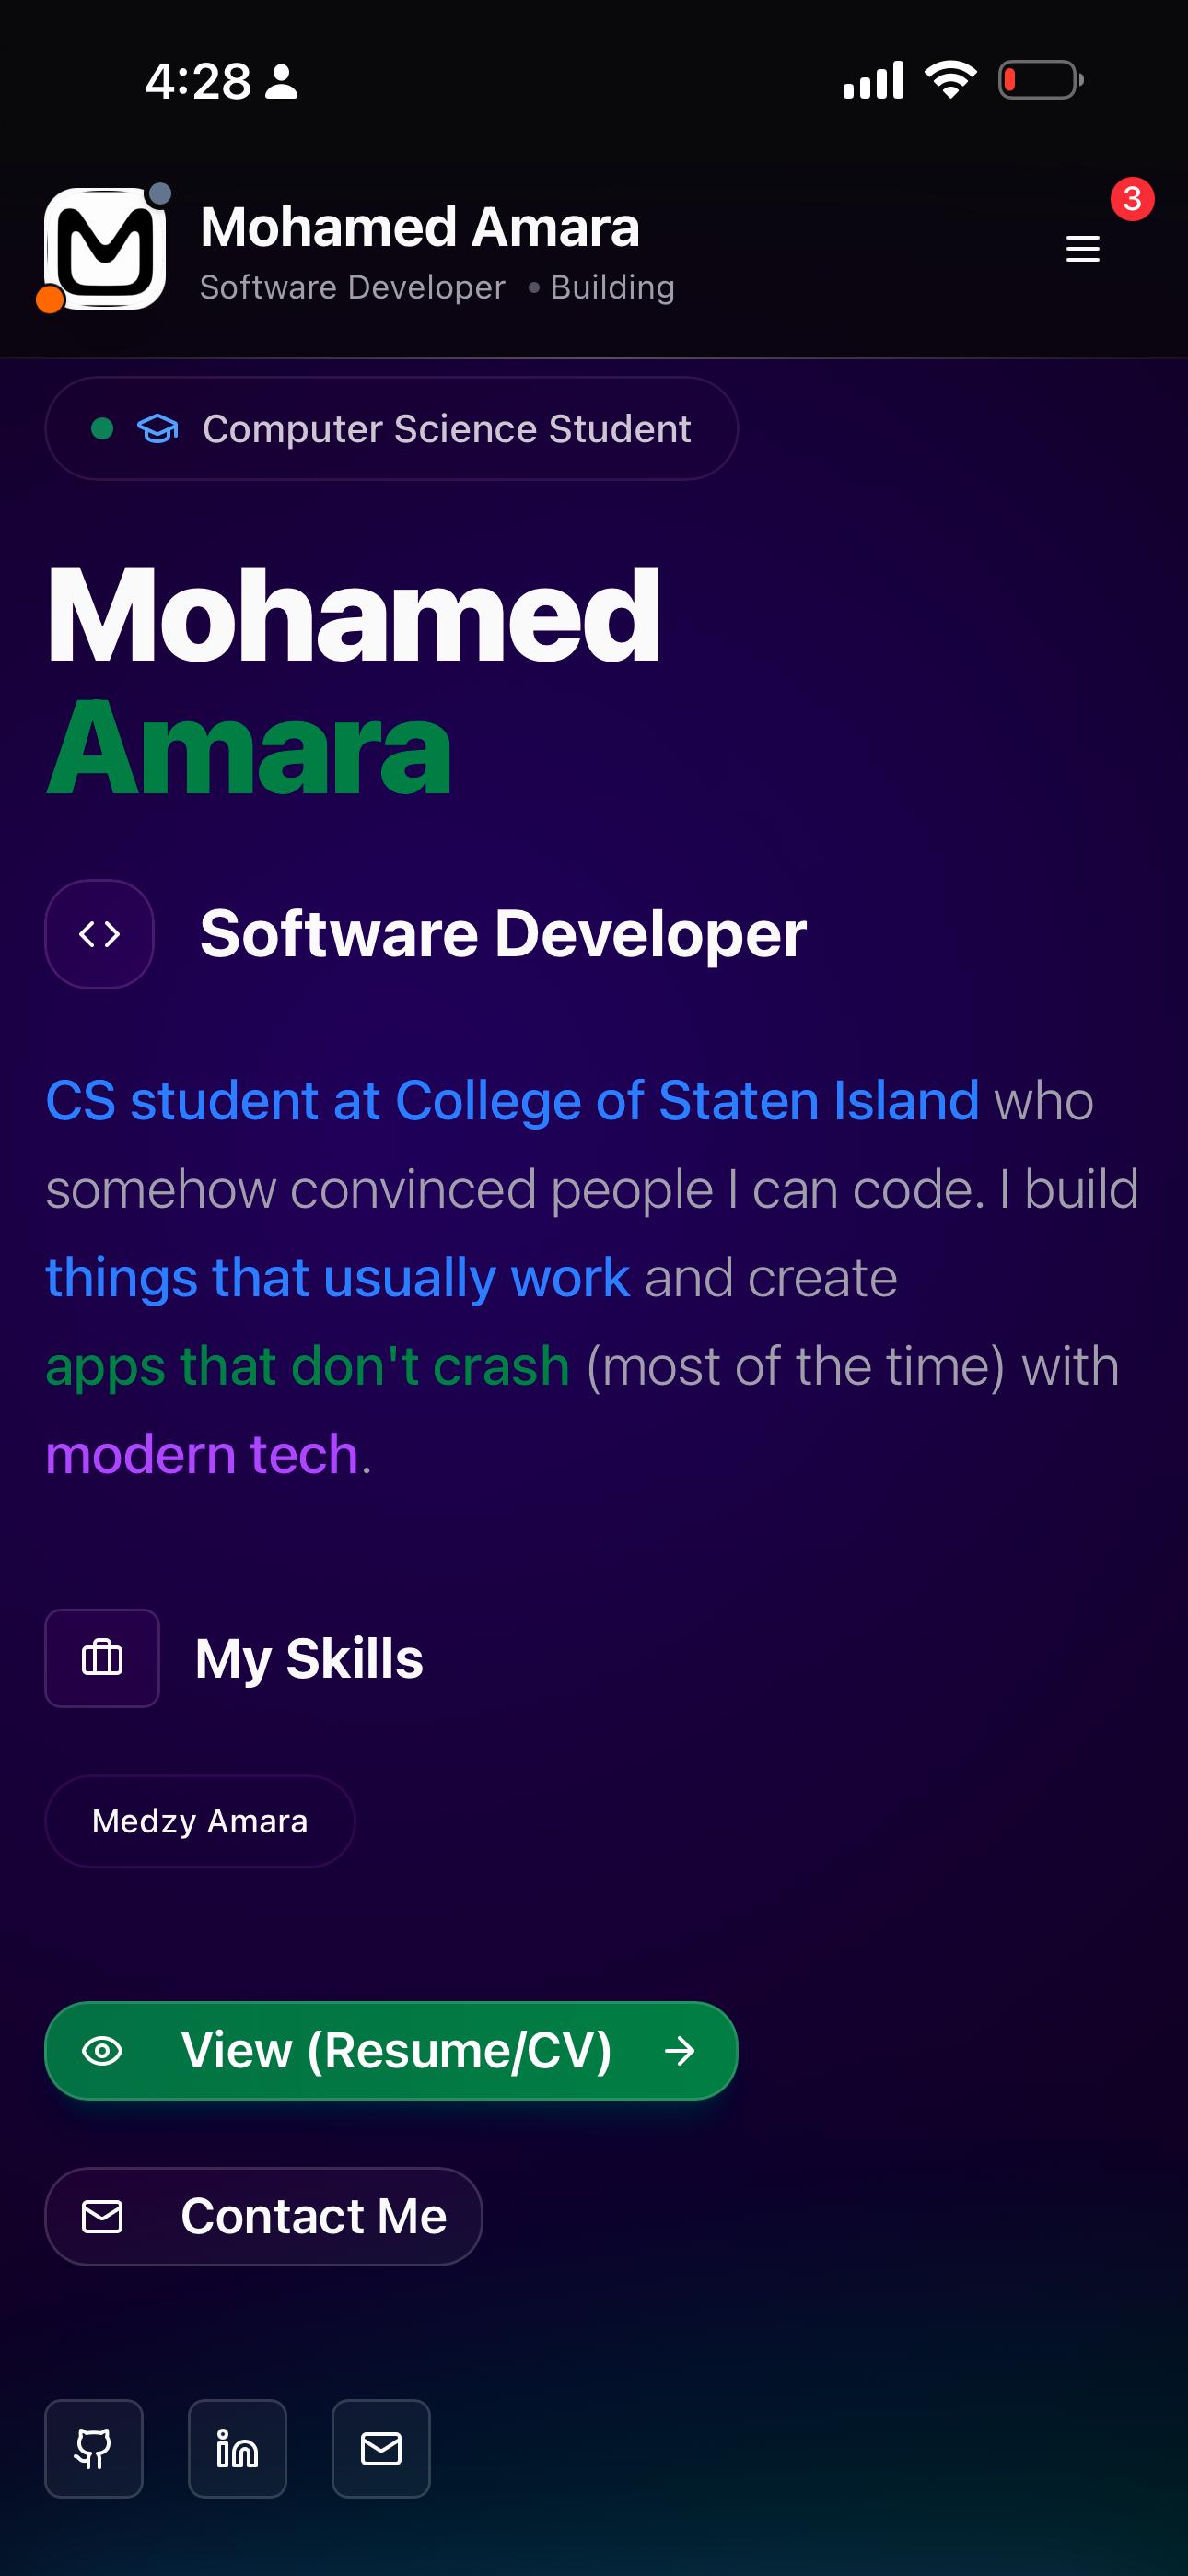 4:28
Mohamed Amara
3
Software Developer • Building
Computer Science Student
Mohamed
Amara
Software Developer
CS student at College of Staten Island who
somehow convinced people I can code. I build
things that usually work and create
apps that don't crash (most of the time) with
modern tech.
My Skills
Medzy Amara
View (Resume/CV)
Contact Me